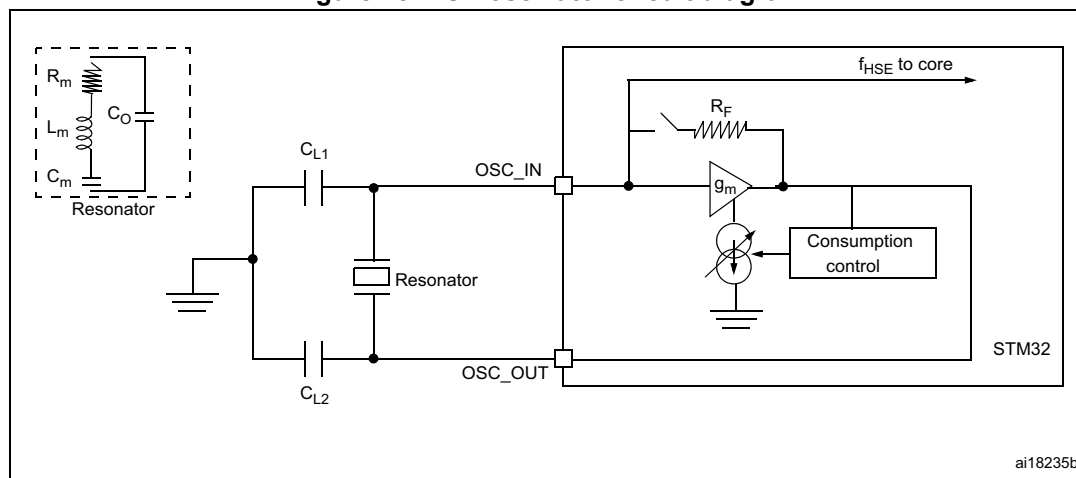 R_m
L_m
C_m
C_O
Resonator
C_L1
C_L2
Resonator
OSC_IN
OSC_OUT
f_HSE to core
R_F
g_m
Consumption
control
STM32
ai18235b